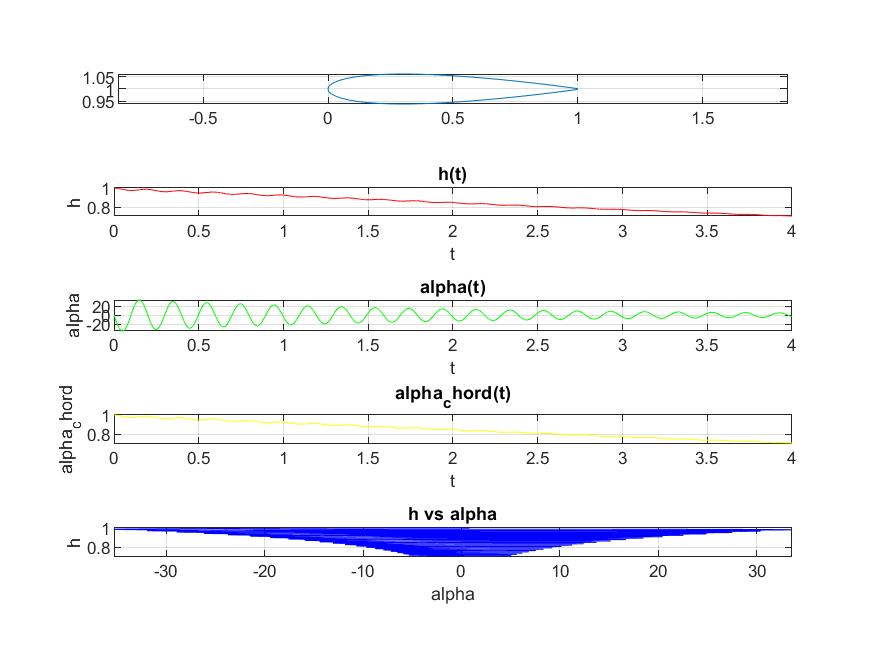 1.05
1
0.95
-0.5 0 0.5 1 1.5
h(t)
1
0.8
h
0 0.5 1 1.5 2 2.5 3 3.5 4
t
alpha(t)
20
0
-20
alpha
0 0.5 1 1.5 2 2.5 3 3.5 4
t
alpha_chord(t)
1
0.8
alpha_chord
0 0.5 1 1.5 2 2.5 3 3.5 4
t
h vs alpha
1
0.8
h
-30 -20 -10 0 10 20 30
alpha